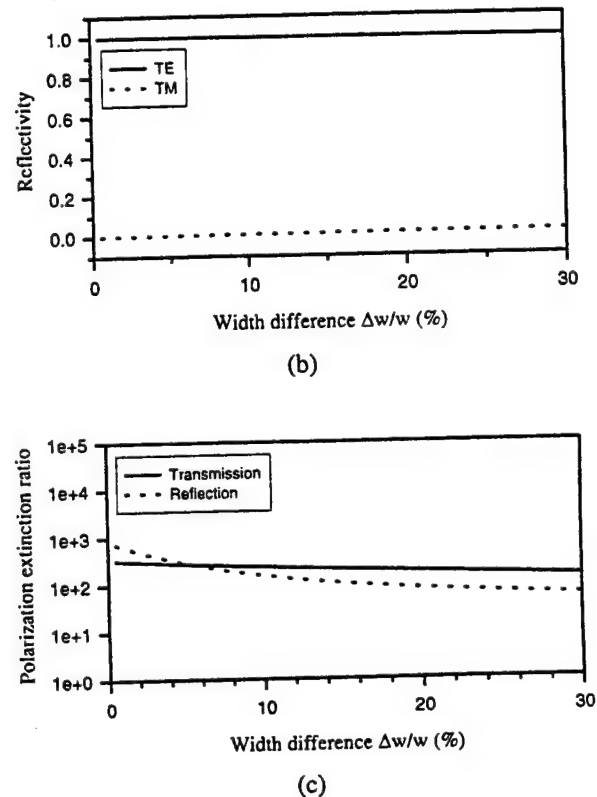 1.0
0.8
0.6
0.4
0.2
0.0
Reflectivity
TE
TM
0
10
20
30
Width difference Δw/w (%)
(b)
1e+5
1e+4
1e+3
1e+2
1e+1
1e+0
Polarization extinction ratio
Transmission
Reflection
0
10
20
30
Width difference Δw/w (%)
(c)